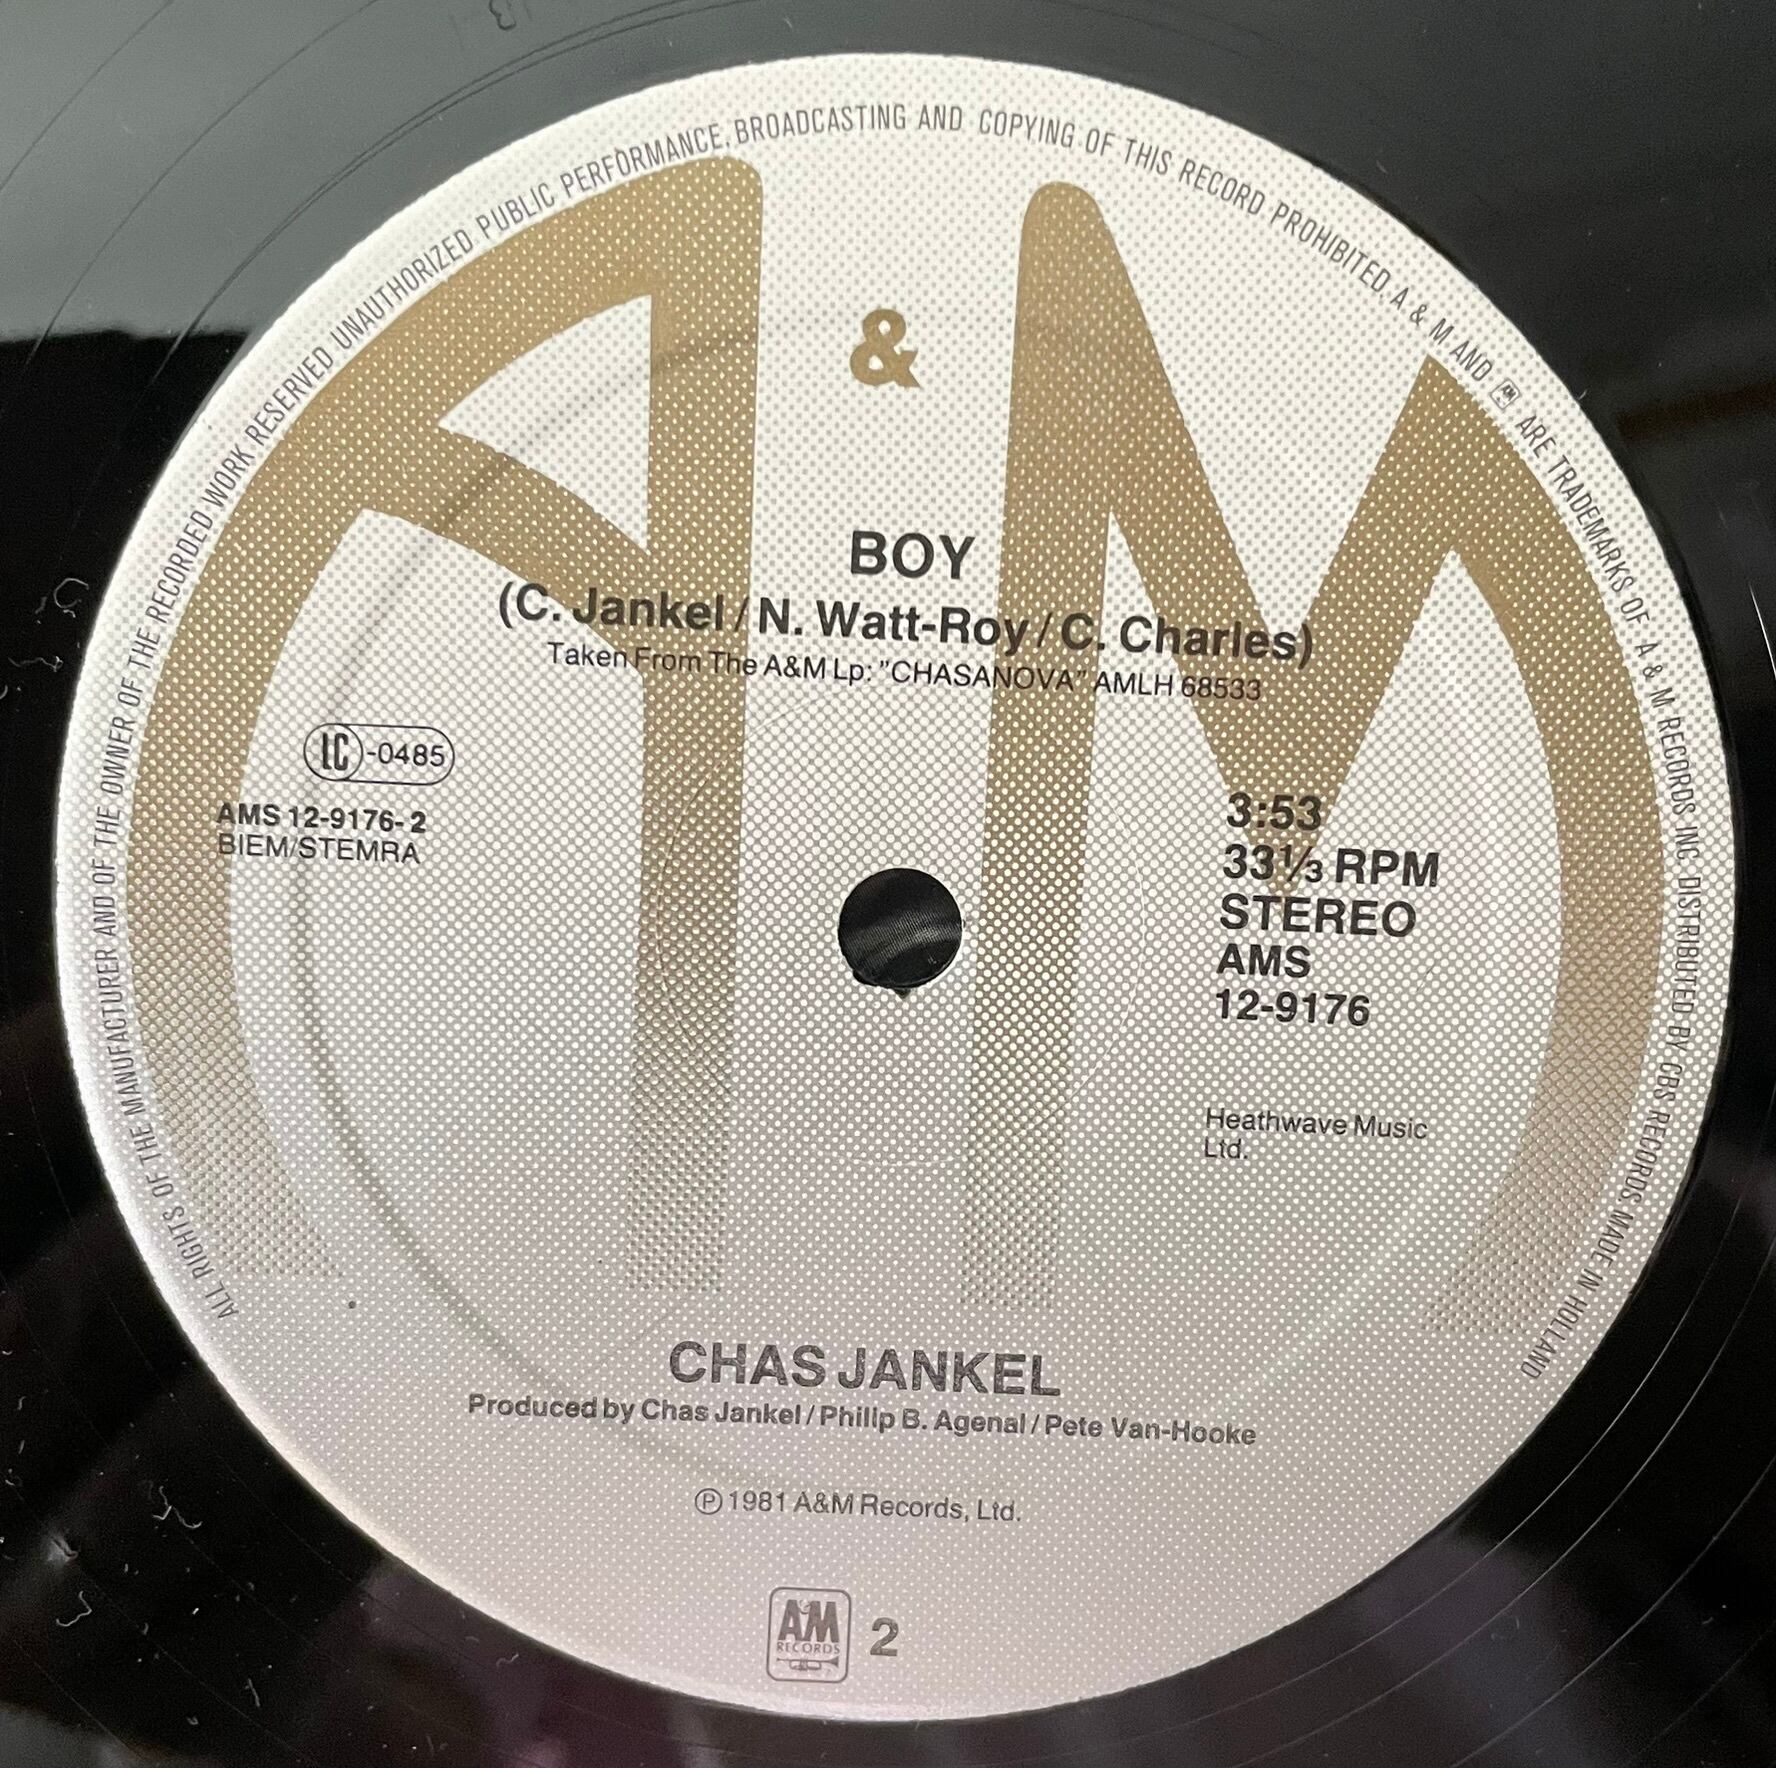 ALL RIGHTS OF THE MANUFACTURER AND OF THE OWNER OF THE RECORDED WORK RESERVED UNAUTHORIZED PUBLIC PERFORMANCE, BROADCASTING AND COPYING OF THIS RECORD PROHIBITED. A & M AND A&M ARE TRADEMARKS OF A & M RECORDS INC. DISTRIBUTED BY CBS RECORDS. MADE IN HOLLAND
A & M
BOY
(C. Jankel / N. Watt-Roy / C. Charles)
Taken From The A&M Lp: "CHASANOVA" AMLH 68533
LC-0485
AMS 12-9176-2
BIEM/STEMRA
3:53
33⅓ RPM
STEREO
AMS
12-9176
Heathwave Music
Ltd.
CHAS JANKEL
Produced by Chas Jankel / Philip B. Agenal / Pete Van-Hooke
℗ 1981 A&M Records, Ltd.
A&M
RECORDS
2